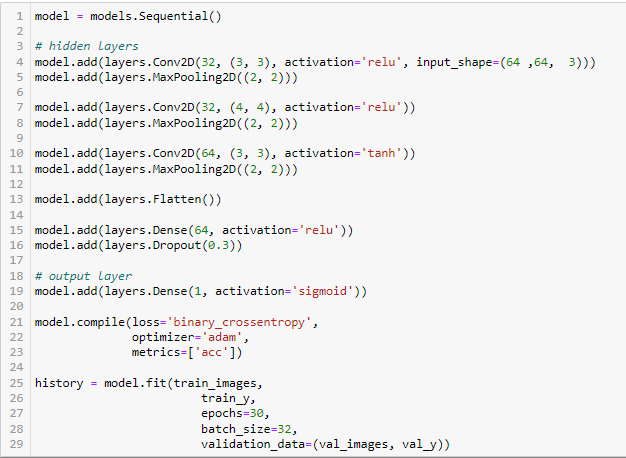 1 model = models.Sequential()
2
3 # hidden layers
4 model.add(layers.Conv2D(32, (3, 3), activation='relu', input_shape=(64 ,64,  3)))
5 model.add(layers.MaxPooling2D((2, 2)))
6
7 model.add(layers.Conv2D(32, (4, 4), activation='relu'))
8 model.add(layers.MaxPooling2D((2, 2)))
9
10 model.add(layers.Conv2D(64, (3, 3), activation='tanh'))
11 model.add(layers.MaxPooling2D((2, 2)))
12
13 model.add(layers.Flatten())
14
15 model.add(layers.Dense(64, activation='relu'))
16 model.add(layers.Dropout(0.3))
17
18 # output layer
19 model.add(layers.Dense(1, activation='sigmoid'))
20
21 model.compile(loss='binary_crossentropy',
22               optimizer='adam',
23               metrics=['acc'])
24
25 history = model.fit(train_images,
26                         train_y,
27                         epochs=30,
28                         batch_size=32,
29                         validation_data=(val_images, val_y))